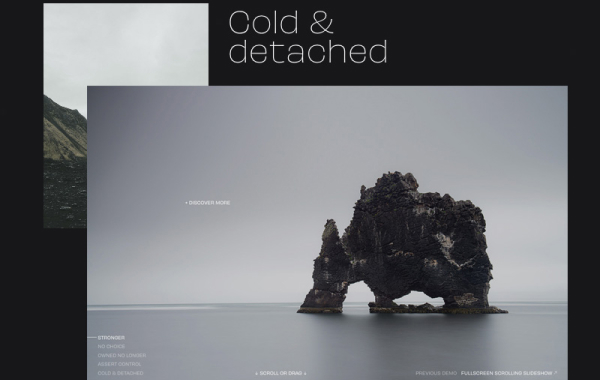 Cold &
detached
• DISCOVER MORE
STRONGER
NO CHOICE
OWNED NO LONGER
ASSERT CONTROL
COLD & DETACHED
SCROLL OR DRAG
PREVIOUS DEMO FULLSCREEN SCROLLING SLIDESHOW